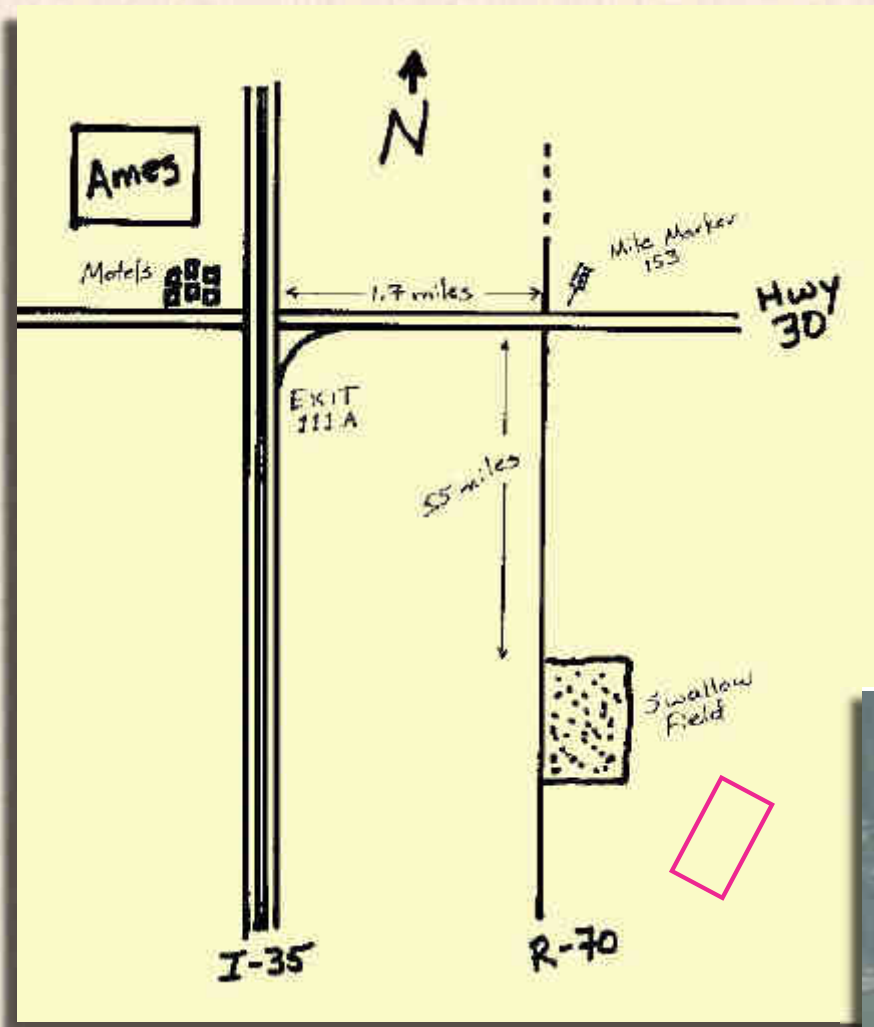 N
Ames
Motels
Mile Marker
153
1.7 miles
Hwy
30
EXIT
111 A
5.5 miles
Swallow
Field
I-35
R-70